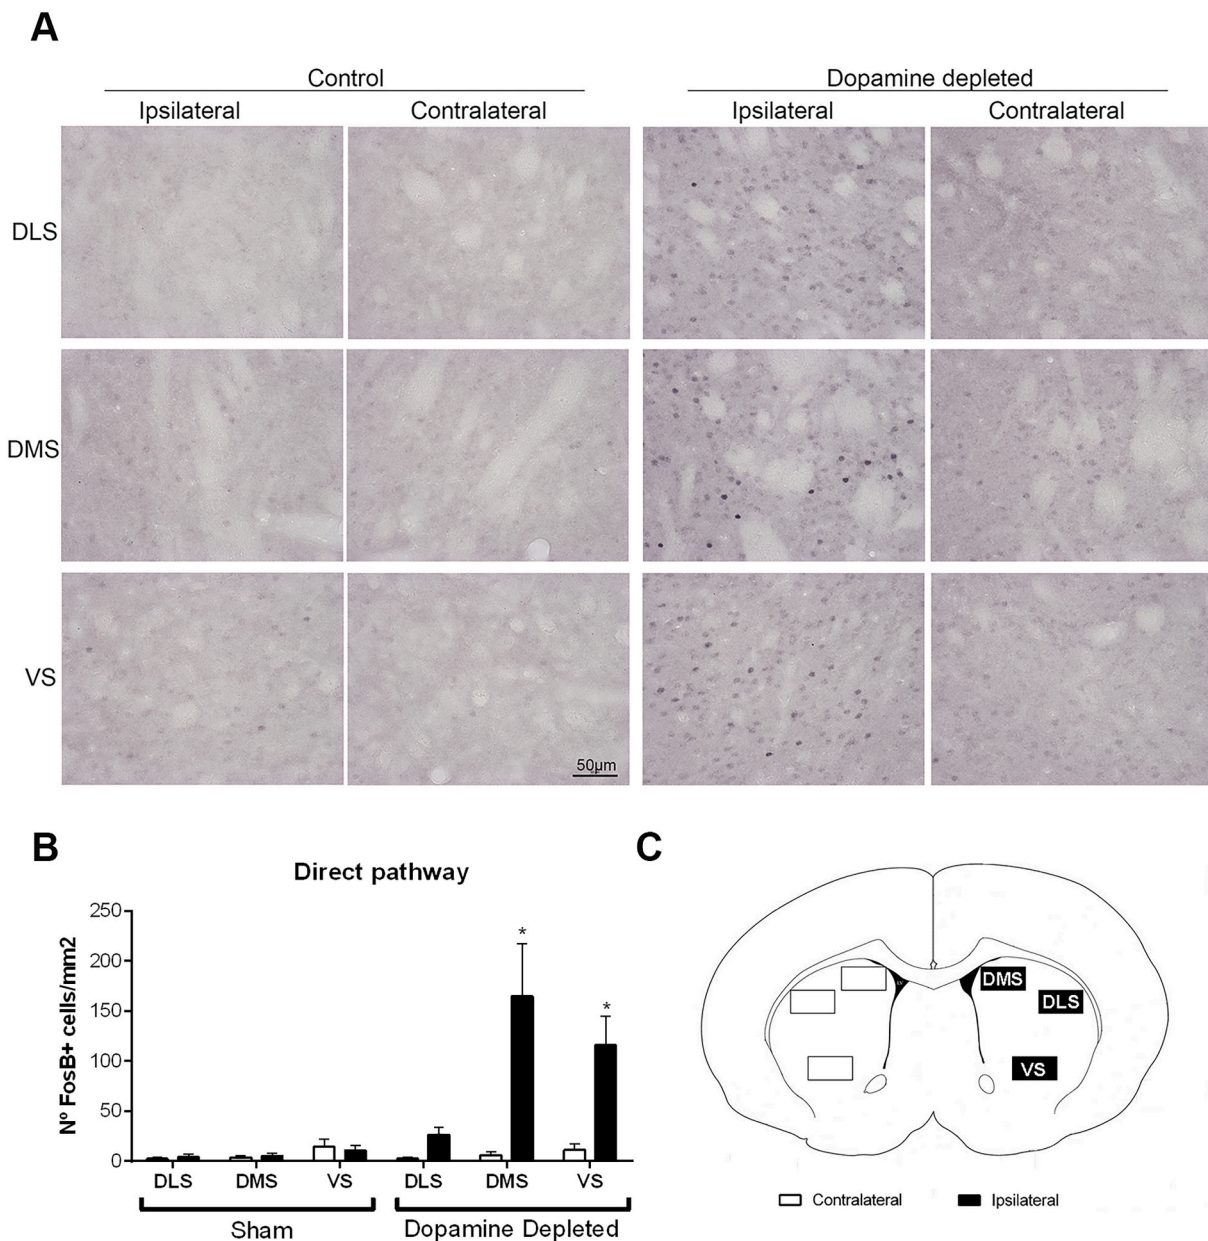 A
Control
Dopamine depleted
Ipsilateral
Contralateral
Ipsilateral
Contralateral
DLS
DMS
VS
50µm
B
Direct pathway
Nº FosB+ cells/mm2
250
200
150
100
50
0
*
*
DLS
DMS
VS
DLS
DMS
VS
Sham
Dopamine Depleted
C
LV
DMS
DLS
VS
Contralateral
Ipsilateral